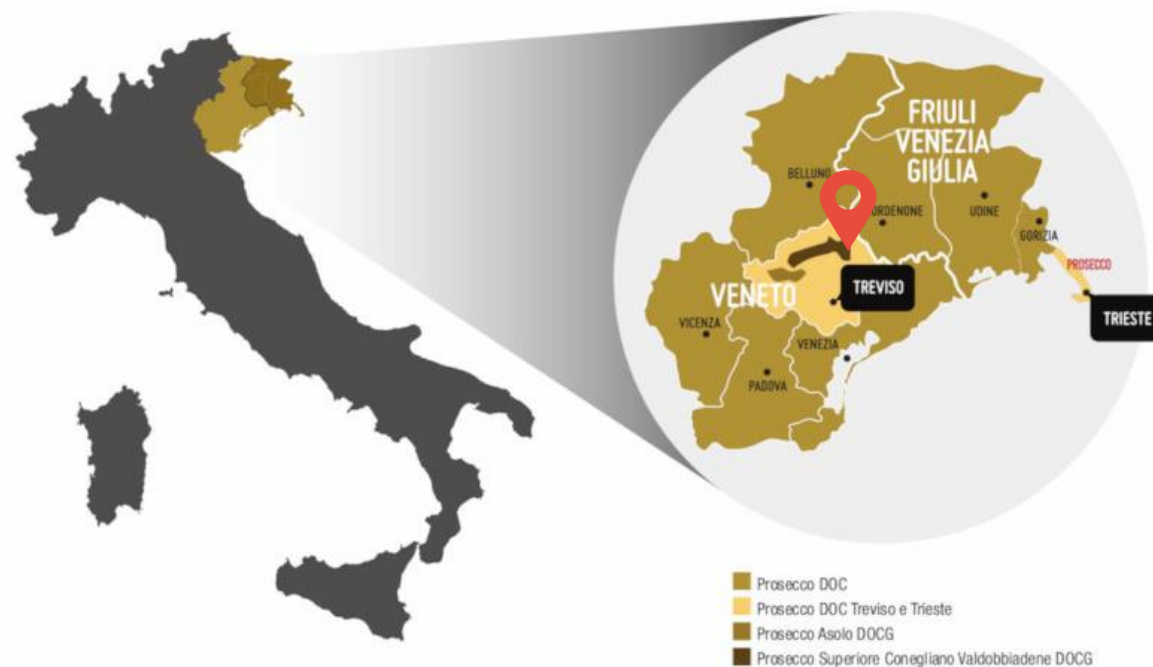 FRIULI
VENEZIA
GIULIA
BELLUNO
ORDENONE
UDINE
GORIZIA
PROSECCO
TREVISO
VENETO
TRIESTE
VICENZA
VENEZIA
PADOVA
Prosecco DOC
Prosecco DOC Treviso e Trieste
Prosecco Asolo DOCG
Prosecco Superiore Conegliano Valdobbiadene DOCG